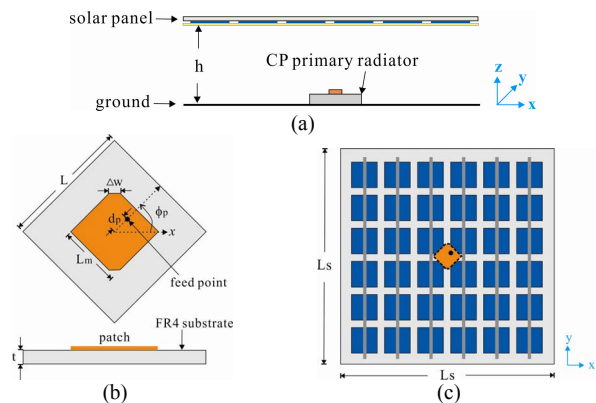 solar panel
h
CP primary radiator
ground
z
y
x
(a)
L
Δw
ϕp
dp
x
Lm
feed point
patch
FR4 substrate
t
(b)
Ls
Ls
y
x
(c)